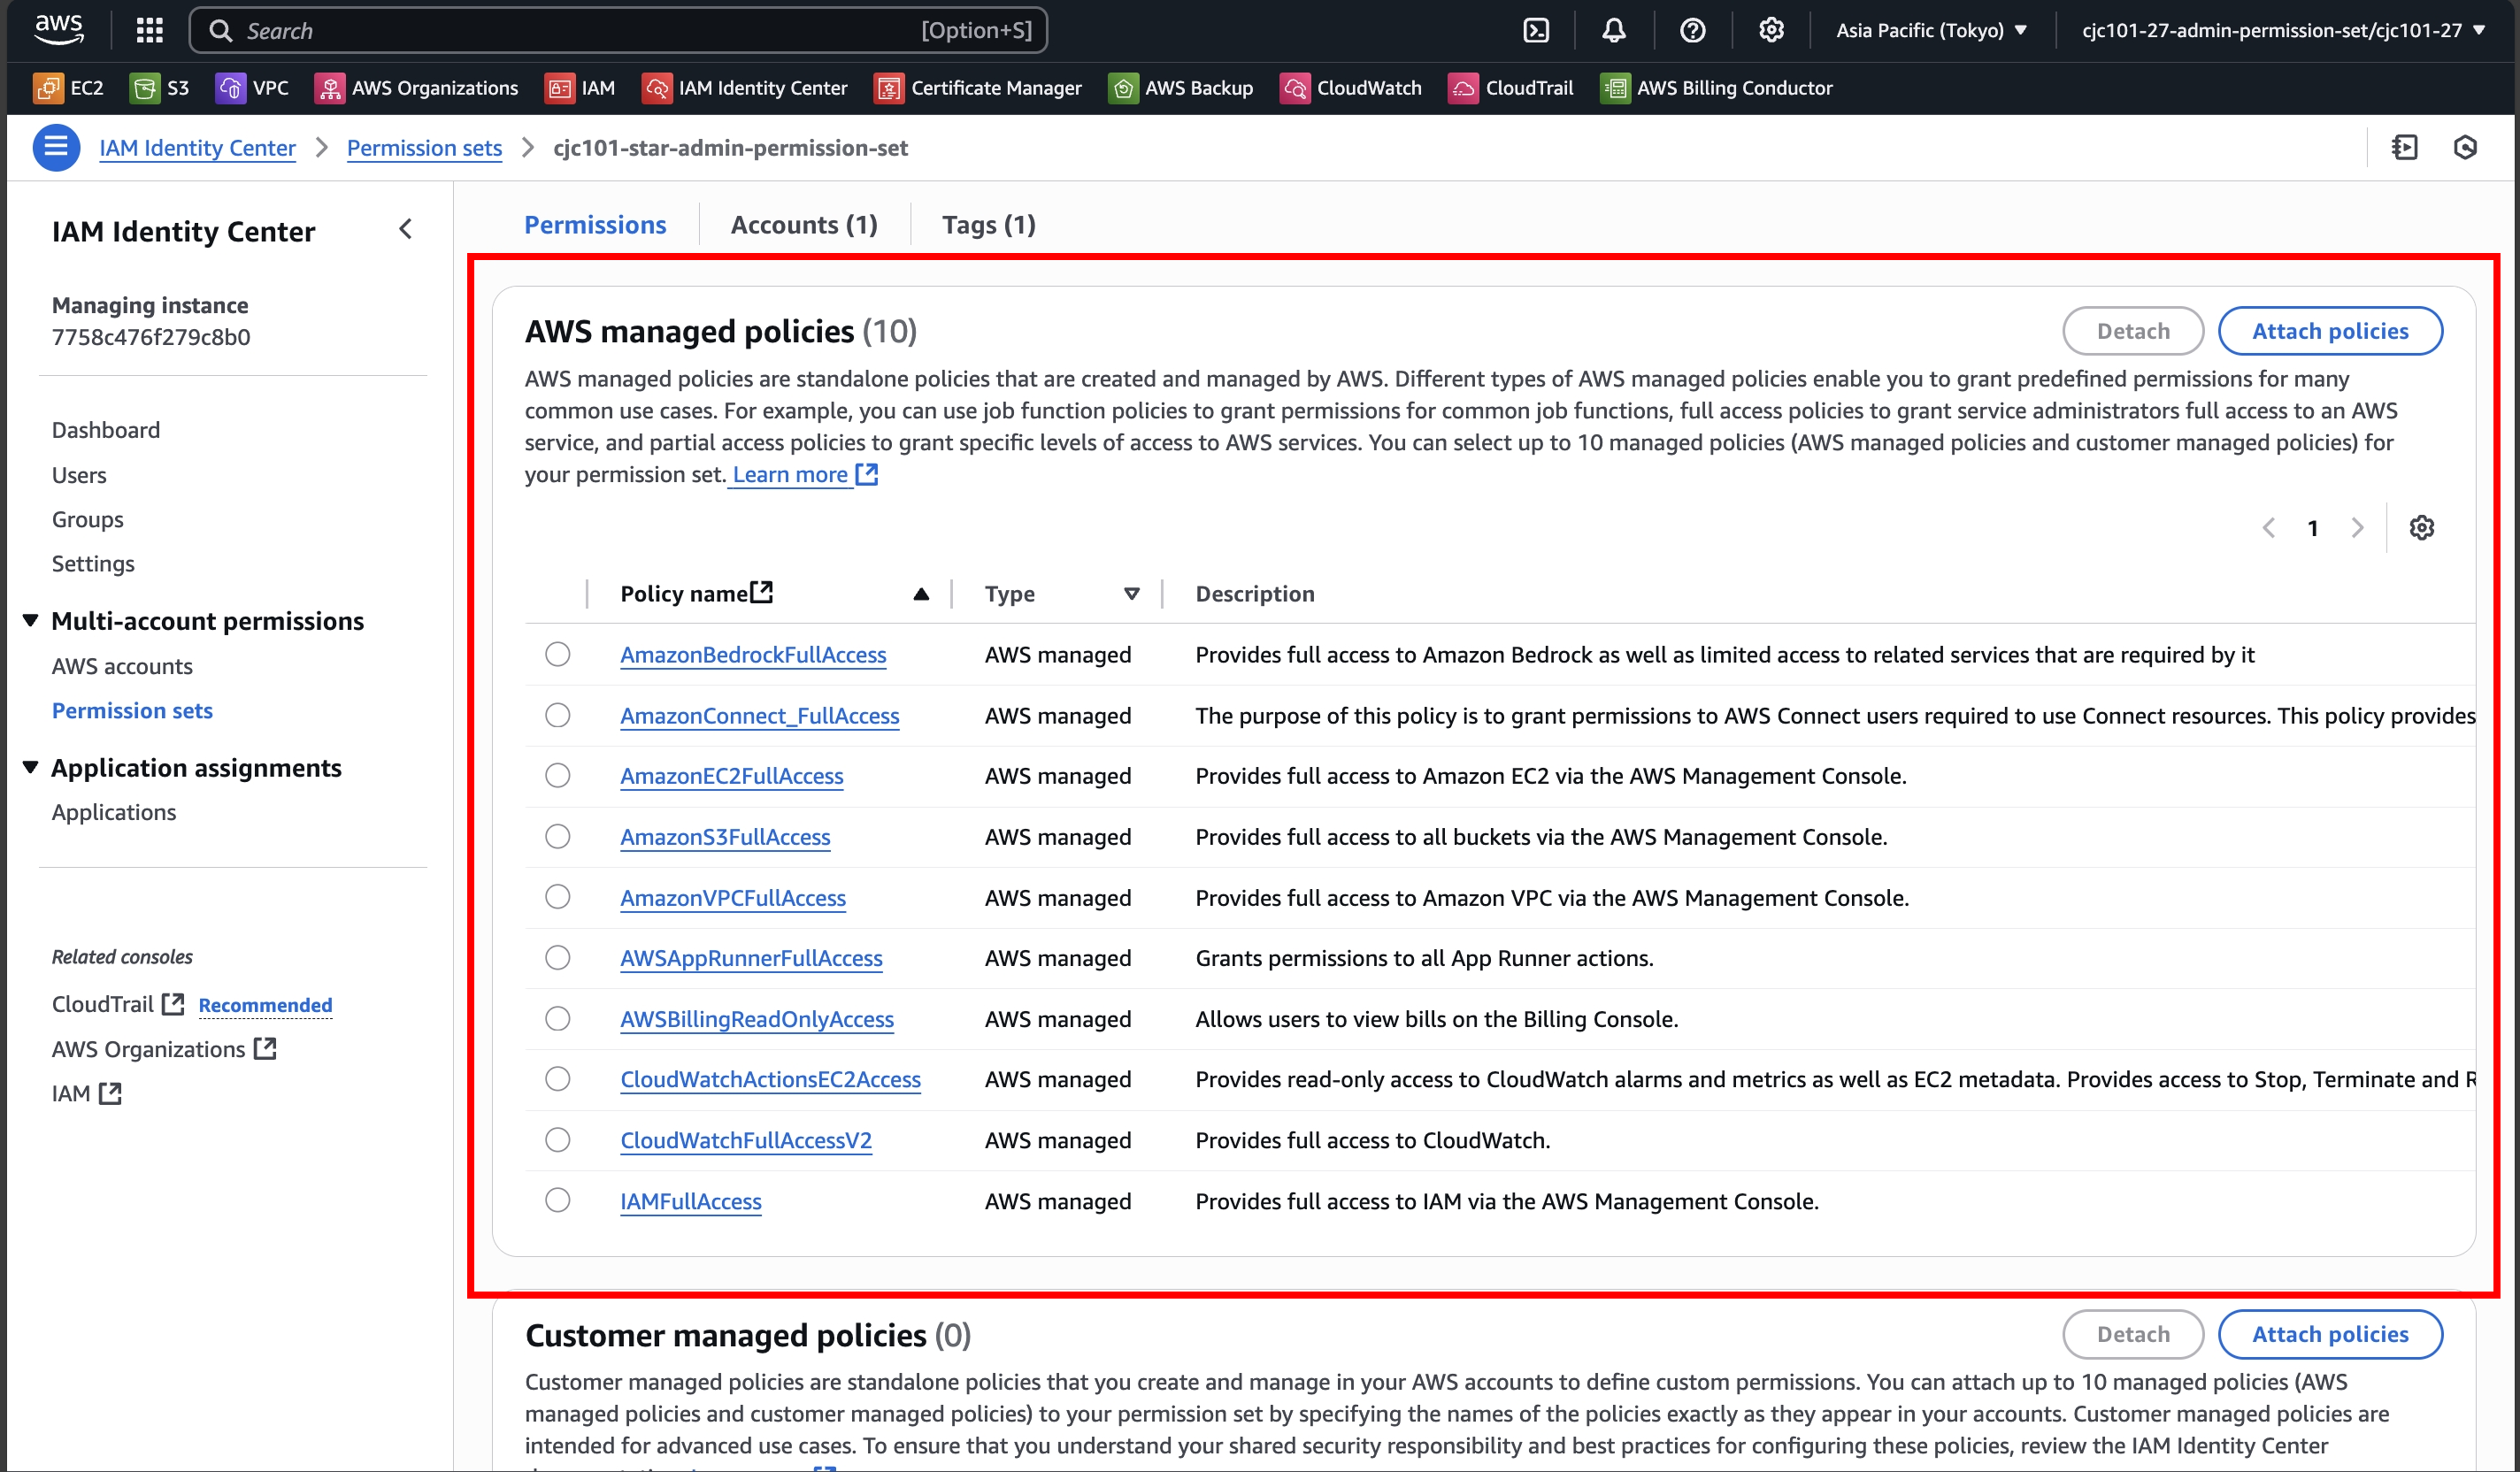 aws Search [Option+S] Asia Pacific (Tokyo) cjc101-27-admin-permission-set/cjc101-27
EC2 S3 VPC AWS Organizations IAM IAM Identity Center Certificate Manager AWS Backup CloudWatch CloudTrail AWS Billing Conductor
IAM Identity Center Permission sets cjc101-star-admin-permission-set
IAM Identity Center
Managing instance
7758c476f279c8b0
Dashboard
Users
Groups
Settings
Multi-account permissions
AWS accounts
Permission sets
Application assignments
Applications
Related consoles
CloudTrail Recommended
AWS Organizations
IAM
Permissions Accounts (1) Tags (1)
AWS managed policies (10) Detach Attach policies
AWS managed policies are standalone policies that are created and managed by AWS. Different types of AWS managed policies enable you to grant predefined permissions for many
common use cases. For example, you can use job function policies to grant permissions for common job functions, full access policies to grant service administrators full access to an AWS
service, and partial access policies to grant specific levels of access to AWS services. You can select up to 10 managed policies (AWS managed policies and customer managed policies) for
your permission set. Learn more
1
Policy name Type Description
AmazonBedrockFullAccess AWS managed Provides full access to Amazon Bedrock as well as limited access to related services that are required by it
AmazonConnect_FullAccess AWS managed The purpose of this policy is to grant permissions to AWS Connect users required to use Connect resources. This policy provides
AmazonEC2FullAccess AWS managed Provides full access to Amazon EC2 via the AWS Management Console.
AmazonS3FullAccess AWS managed Provides full access to all buckets via the AWS Management Console.
AmazonVPCFullAccess AWS managed Provides full access to Amazon VPC via the AWS Management Console.
AWSAppRunnerFullAccess AWS managed Grants permissions to all App Runner actions.
AWSBillingReadOnlyAccess AWS managed Allows users to view bills on the Billing Console.
CloudWatchActionsEC2Access AWS managed Provides read-only access to CloudWatch alarms and metrics as well as EC2 metadata. Provides access to Stop, Terminate and R
CloudWatchFullAccessV2 AWS managed Provides full access to CloudWatch.
IAMFullAccess AWS managed Provides full access to IAM via the AWS Management Console.
Customer managed policies (0) Detach Attach policies
Customer managed policies are standalone policies that you create and manage in your AWS accounts to define custom permissions. You can attach up to 10 managed policies (AWS
managed policies and customer managed policies) to your permission set by specifying the names of the policies exactly as they appear in your accounts. Customer managed policies are
intended for advanced use cases. To ensure that you understand your shared security responsibility and best practices for configuring these policies, review the IAM Identity Center